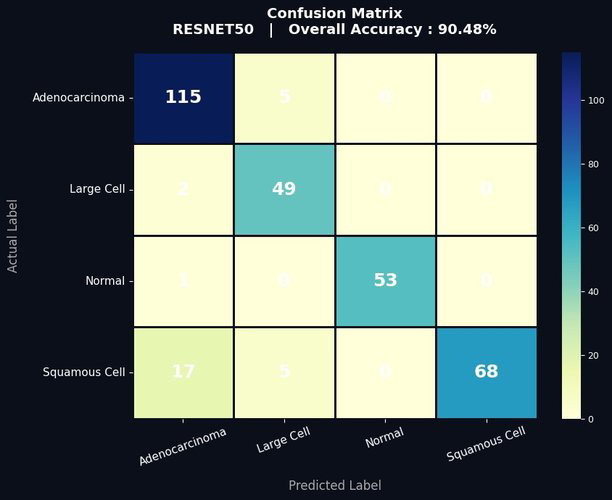 Confusion Matrix
RESNET50 | Overall Accuracy : 90.48%
Adenocarcinoma 115 5 0 0
Large Cell 2 49 0 0
Normal 1 0 53 0
Squamous Cell 17 5 0 68
Adenocarcinoma Large Cell Normal Squamous Cell
Actual Label
Predicted Label
100
80
60
40
20
0